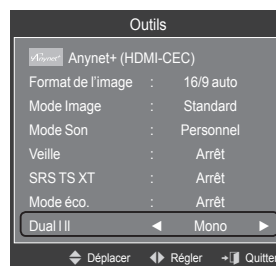 Outils
Anynet+ Anynet+ (HDMI-CEC)
Format de l'image : 16/9 auto
Mode Image : Standard
Mode Son : Personnel
Veille : Arrêt
SRS TS XT : Arrêt
Mode éco. : Arrêt
Dual l ll ◄ Mono ►
Déplacer Régler Quitter